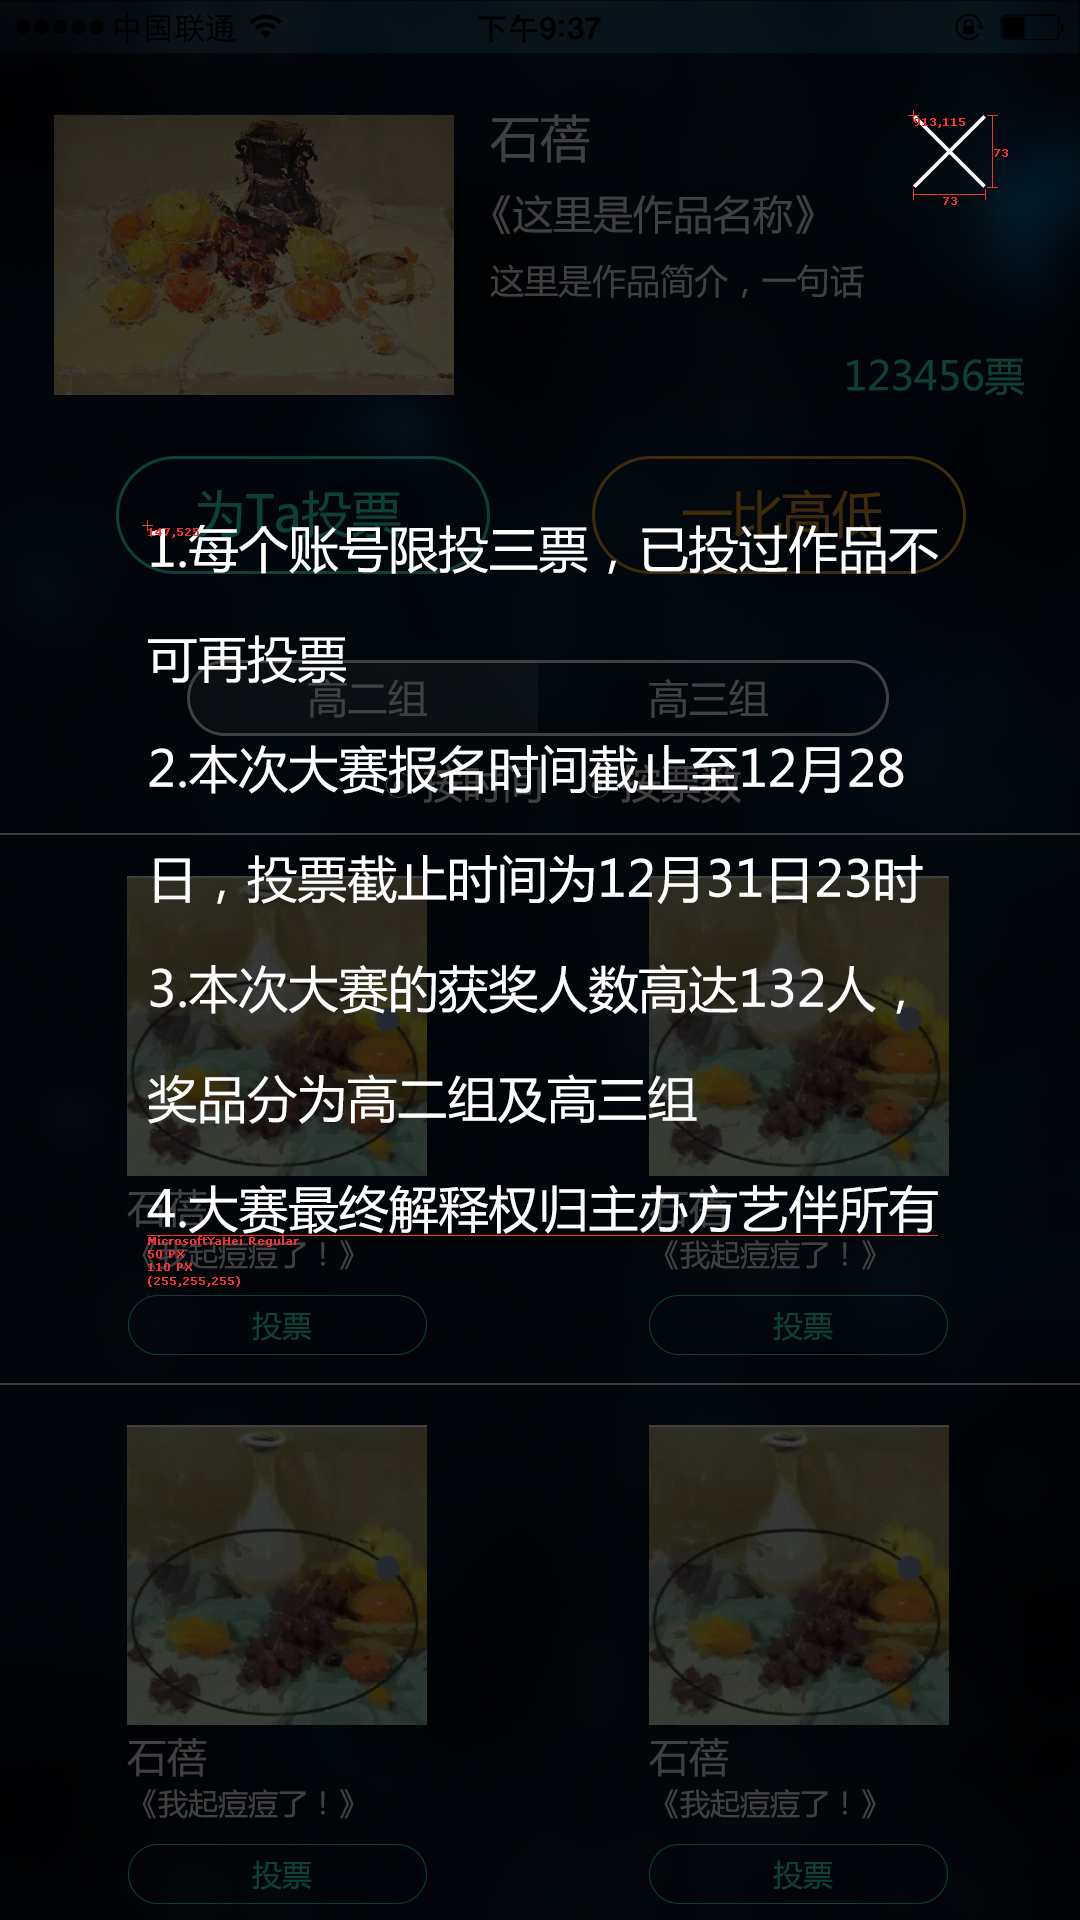 中国联通 下午9:37
石蓓
913,115
73
73
《这里是作品名称》
这里是作品简介，一句话
123456票
为Ta投票 一比高低
147,525
1.每个账号限投三票，已投过作品不
可再投票
高二组 高三组
2.本次大赛报名时间截止至12月28
按时间 按票数
日，投票截止时间为12月31日23时
3.本次大赛的获奖人数高达132人，
奖品分为高二组及高三组
4.大赛最终解释权归主办方艺伴所有
石蓓 石蓓
MicrosoftYaHei Regular
50 PX
110 PX
(255,255,255)
《我起痘痘了！》 《我起痘痘了！》
投票 投票
石蓓 石蓓
《我起痘痘了！》 《我起痘痘了！》
投票 投票